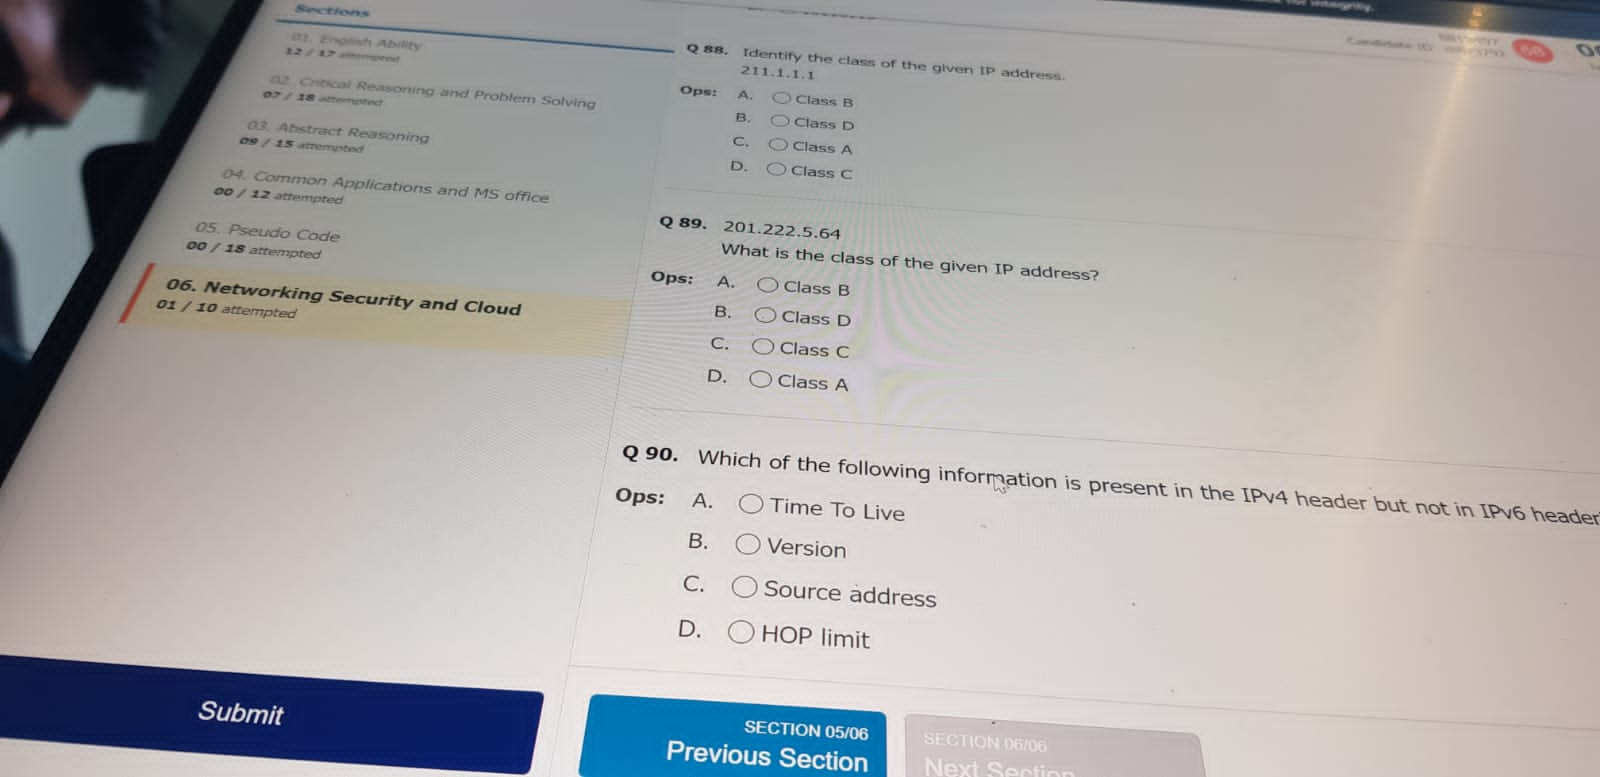 Sections
01. English Ability
12 / 17 attempted
02. Critical Reasoning and Problem Solving
07 / 18 attempted
03. Abstract Reasoning
09 / 15 attempted
04. Common Applications and MS office
00 / 12 attempted
05. Pseudo Code
00 / 18 attempted
06. Networking Security and Cloud
01 / 10 attempted
Submit
integrity.
Candidate ID:
Q 88. Identify the class of the given IP address.
211.1.1.1
Ops: A. Class B
B. Class D
C. Class A
D. Class C
Q 89. 201.222.5.64
What is the class of the given IP address?
Ops: A. Class B
B. Class D
C. Class C
D. Class A
Q 90. Which of the following information is present in the IPv4 header but not in IPv6 header
Ops: A. Time To Live
B. Version
C. Source address
D. HOP limit
SECTION 05/06
Previous Section
SECTION 06/06
Next Section